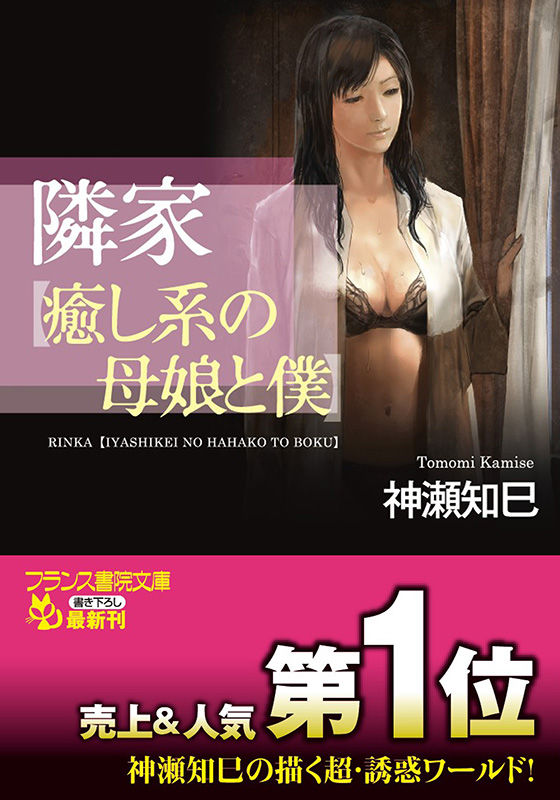 隣家
【癒し系の
母娘と僕】
RINKA【IYASHIKEI NO HAHAKO TO BOKU】
Tomomi Kamise
神瀬知巳
フランス書院文庫
書き下ろし
最新刊
売上&人気 第1位
神瀬知巳の描く超・誘惑ワールド!